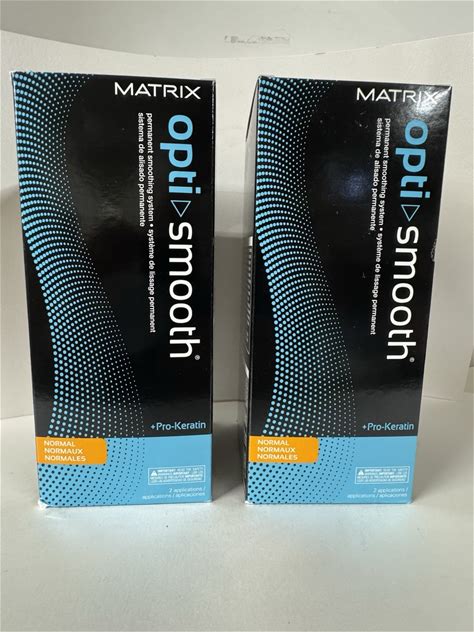 MATRIX
opti smooth®
permanent smoothing system • système de lissage permanent
sistema de alisado permanente
+Pro-Keratin
NORMAL
NORMAUX
NORMALES
2 applications /
applications / aplicaciones
MATRIX
opti smooth®
permanent smoothing system • système de lissage permanent
sistema de alisado permanente
+Pro-Keratin
NORMAL
NORMAUX
NORMALES
2 applications /
applications / aplicaciones